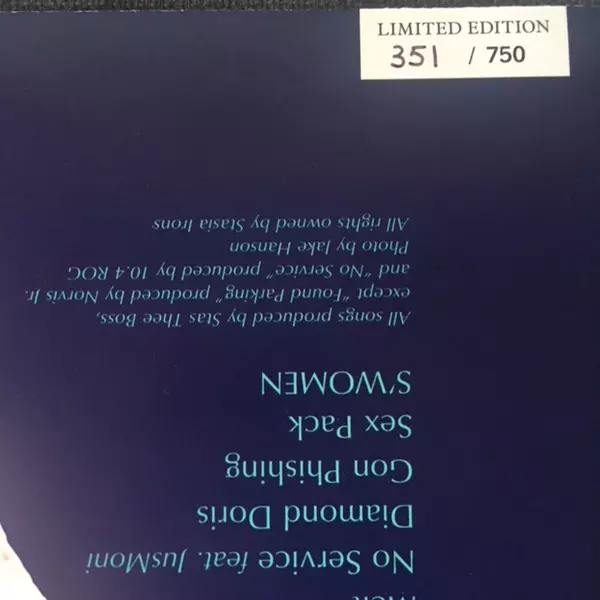 LIMITED EDITION
351 / 750
No Service feat. JusMoni
Diamond Doris
Gon Phishing
Sex Pack
S'WOMEN
All songs produced by Stas Thee Boss,
except "Found Parking" produced by Norvis Jr.
and "No Service" produced by 10.4 ROG
Photo by Jake Hanson
All rights owned by Stasia Irons